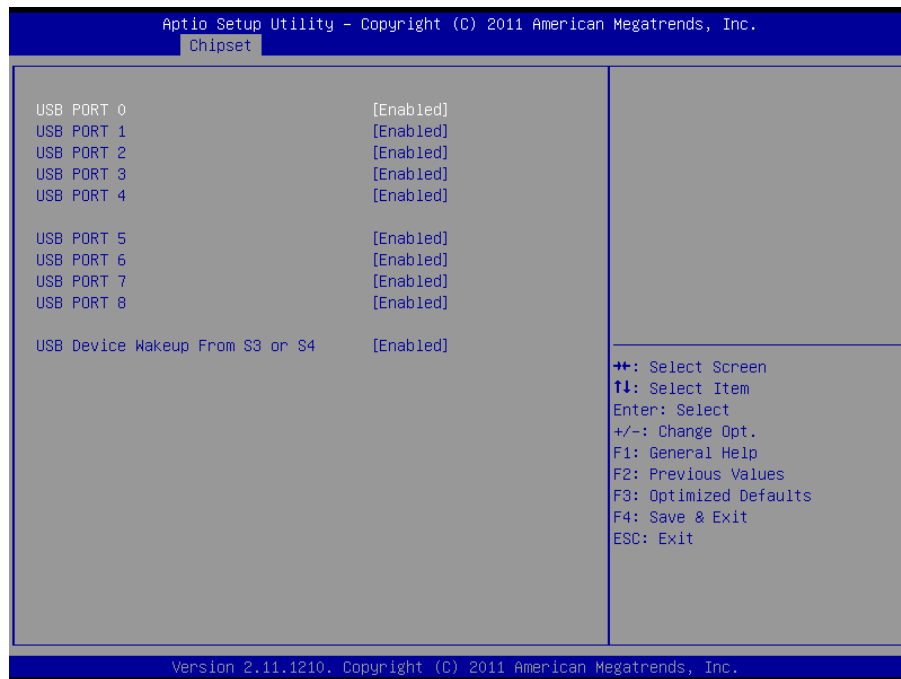 Aptio Setup Utility – Copyright (C) 2011 American Megatrends, Inc.
Chipset
USB PORT 0 [Enabled]
USB PORT 1 [Enabled]
USB PORT 2 [Enabled]
USB PORT 3 [Enabled]
USB PORT 4 [Enabled]
USB PORT 5 [Enabled]
USB PORT 6 [Enabled]
USB PORT 7 [Enabled]
USB PORT 8 [Enabled]
USB Device Wakeup From S3 or S4 [Enabled]
→←: Select Screen
↑↓: Select Item
Enter: Select
+/-: Change Opt.
F1: General Help
F2: Previous Values
F3: Optimized Defaults
F4: Save & Exit
ESC: Exit
Version 2.11.1210. Copyright (C) 2011 American Megatrends, Inc.